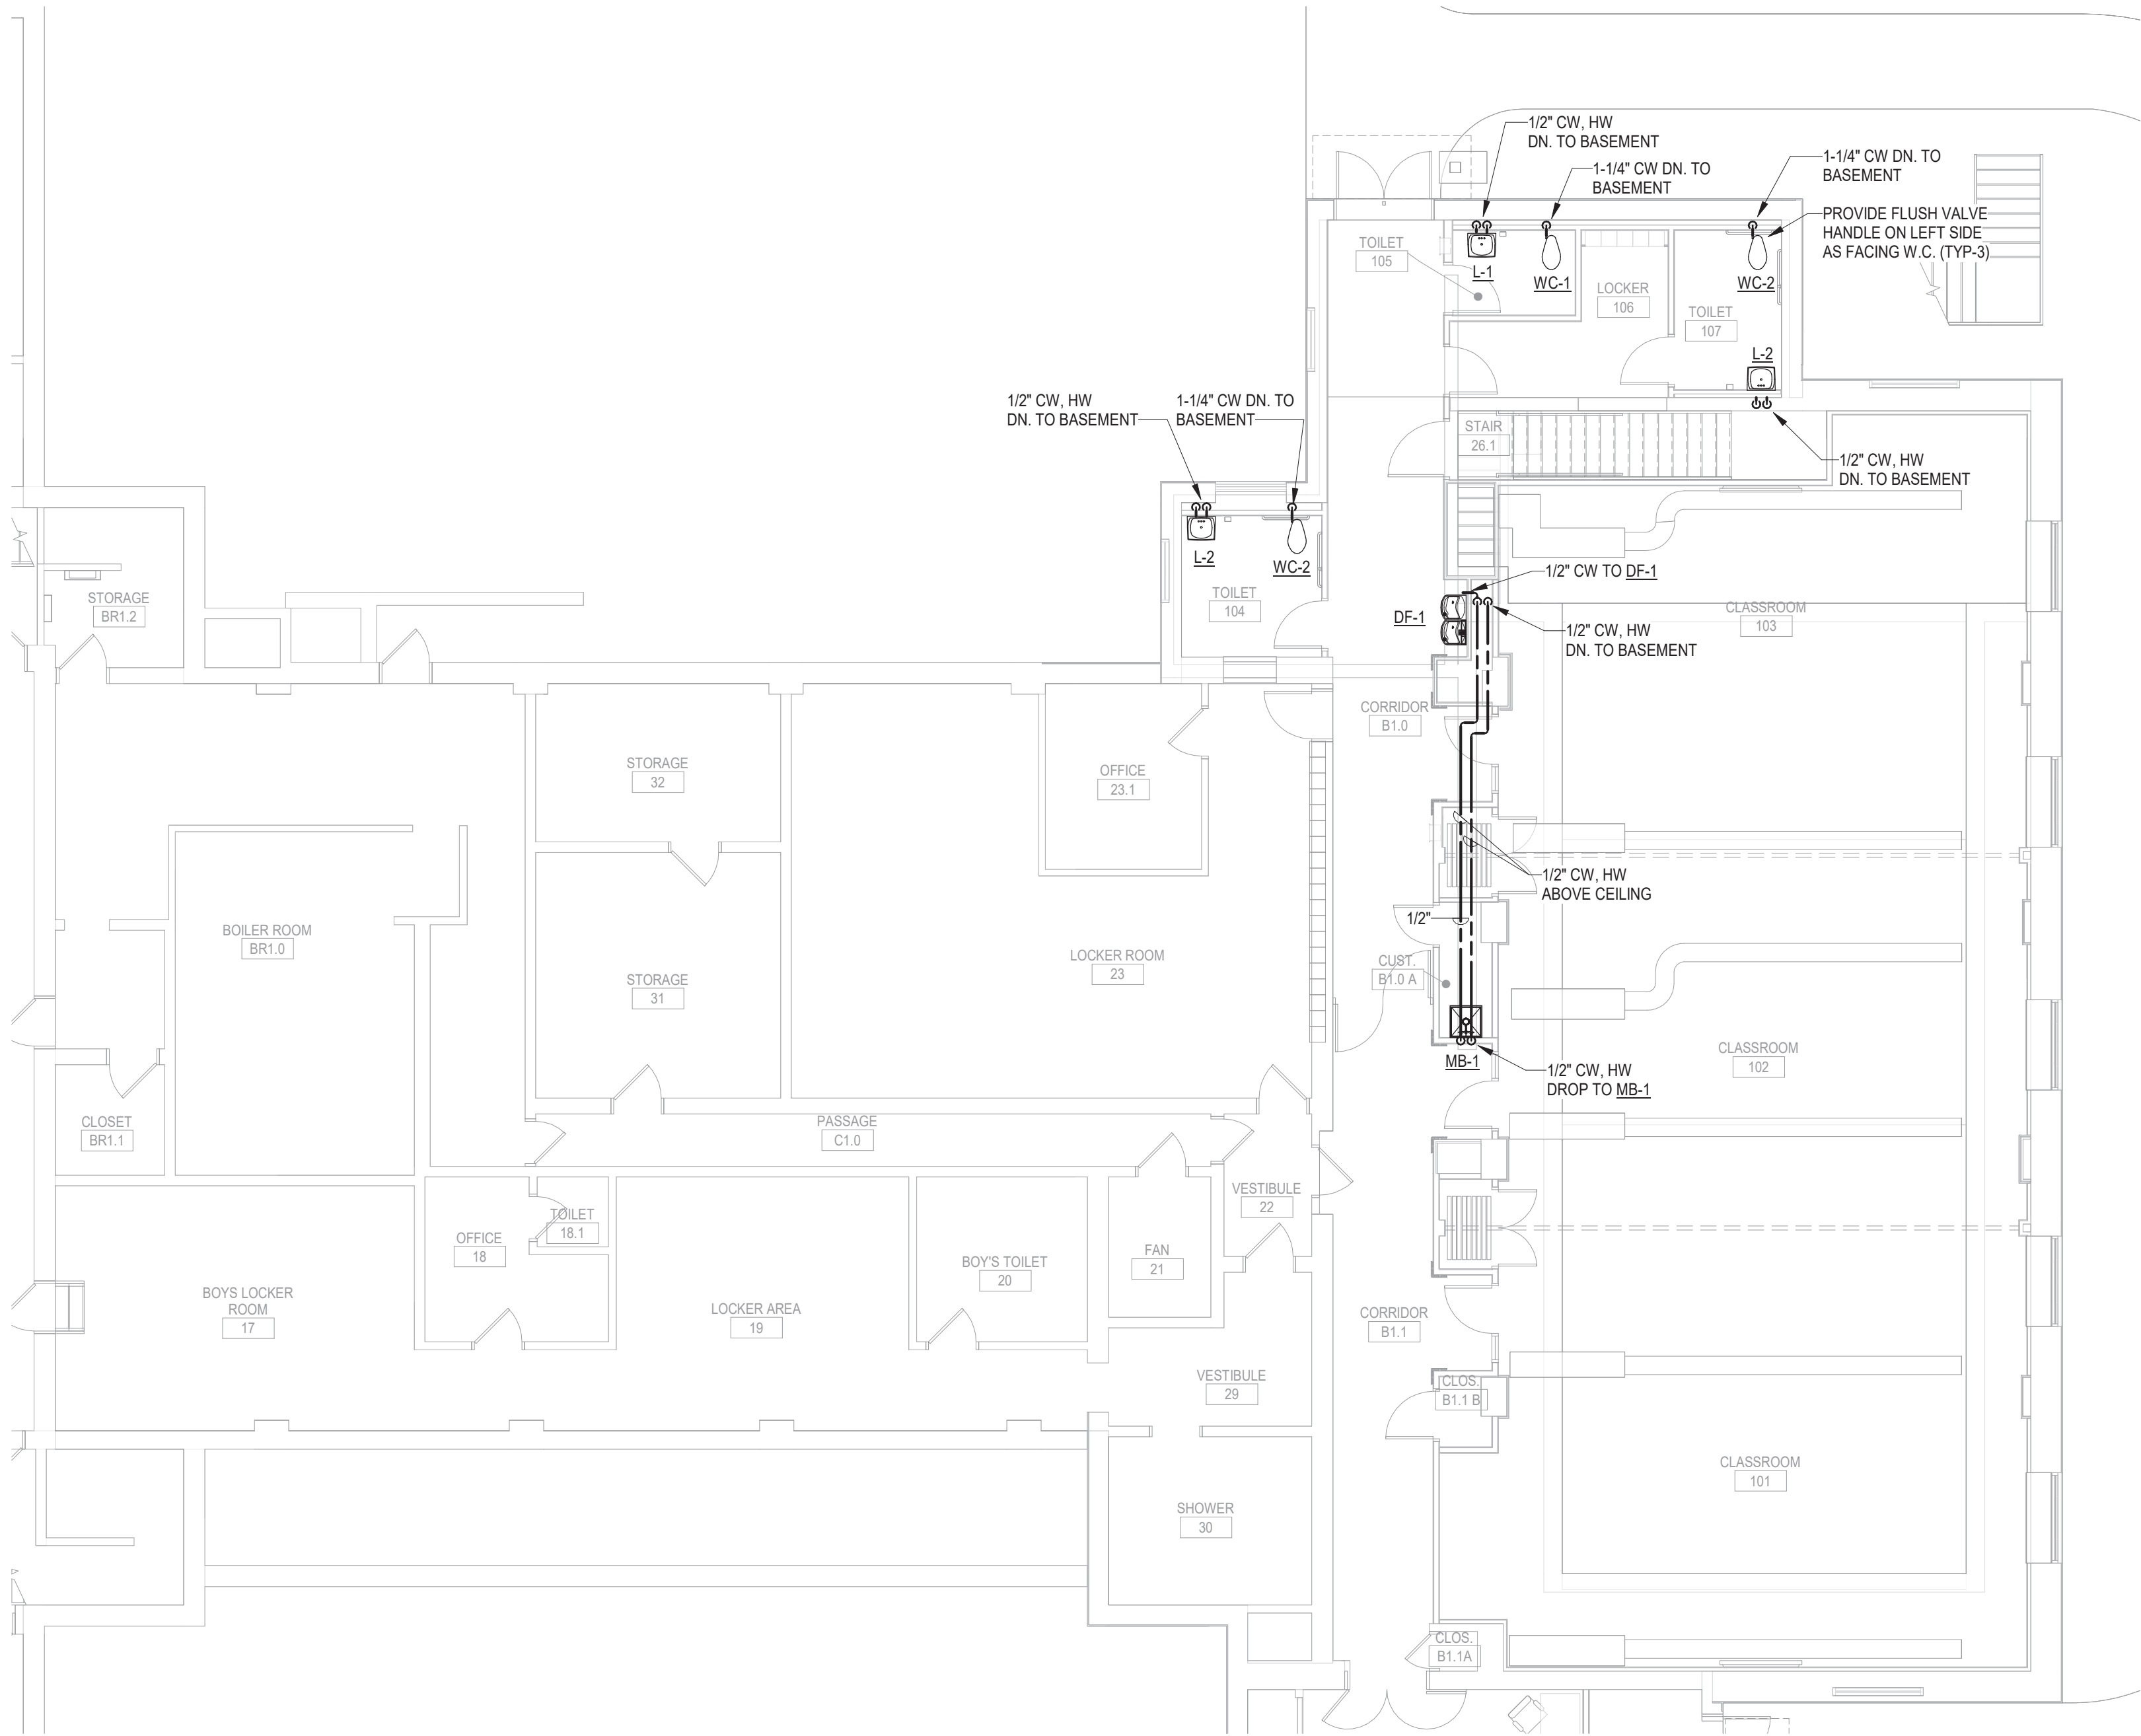 1/2" CW, HW
DN. TO BASEMENT
1-1/4" CW DN. TO
BASEMENT
1-1/4" CW DN. TO
BASEMENT
PROVIDE FLUSH VALVE
HANDLE ON LEFT SIDE
AS FACING W.C. (TYP-3)
TOILET
105
L-1
WC-1
WC-2
LOCKER
106
TOILET
107
L-2
1/2" CW, HW
DN. TO BASEMENT
1-1/4" CW DN. TO
BASEMENT
STAIR
26.1
1/2" CW, HW
DN. TO BASEMENT
L-2
WC-2
TOILET
104
1/2" CW TO DF-1
DF-1
1/2" CW, HW
DN. TO BASEMENT
CLASSROOM
103
STORAGE
BR1.2
CORRIDOR
B1.0
STORAGE
32
OFFICE
23.1
1/2" CW, HW
ABOVE CEILING
1/2"
BOILER ROOM
BR1.0
STORAGE
31
LOCKER ROOM
23
CUST.
B1.0 A
MB-1
1/2" CW, HW
DROP TO MB-1
CLASSROOM
102
CLOSET
BR1.1
PASSAGE
C1.0
VESTIBULE
22
TOILET
18.1
OFFICE
18
BOY'S TOILET
20
FAN
21
BOYS LOCKER
ROOM
17
LOCKER AREA
19
CORRIDOR
B1.1
VESTIBULE
29
CLOS.
B1.1 B
CLASSROOM
101
SHOWER
30
CLOS.
B1.1A